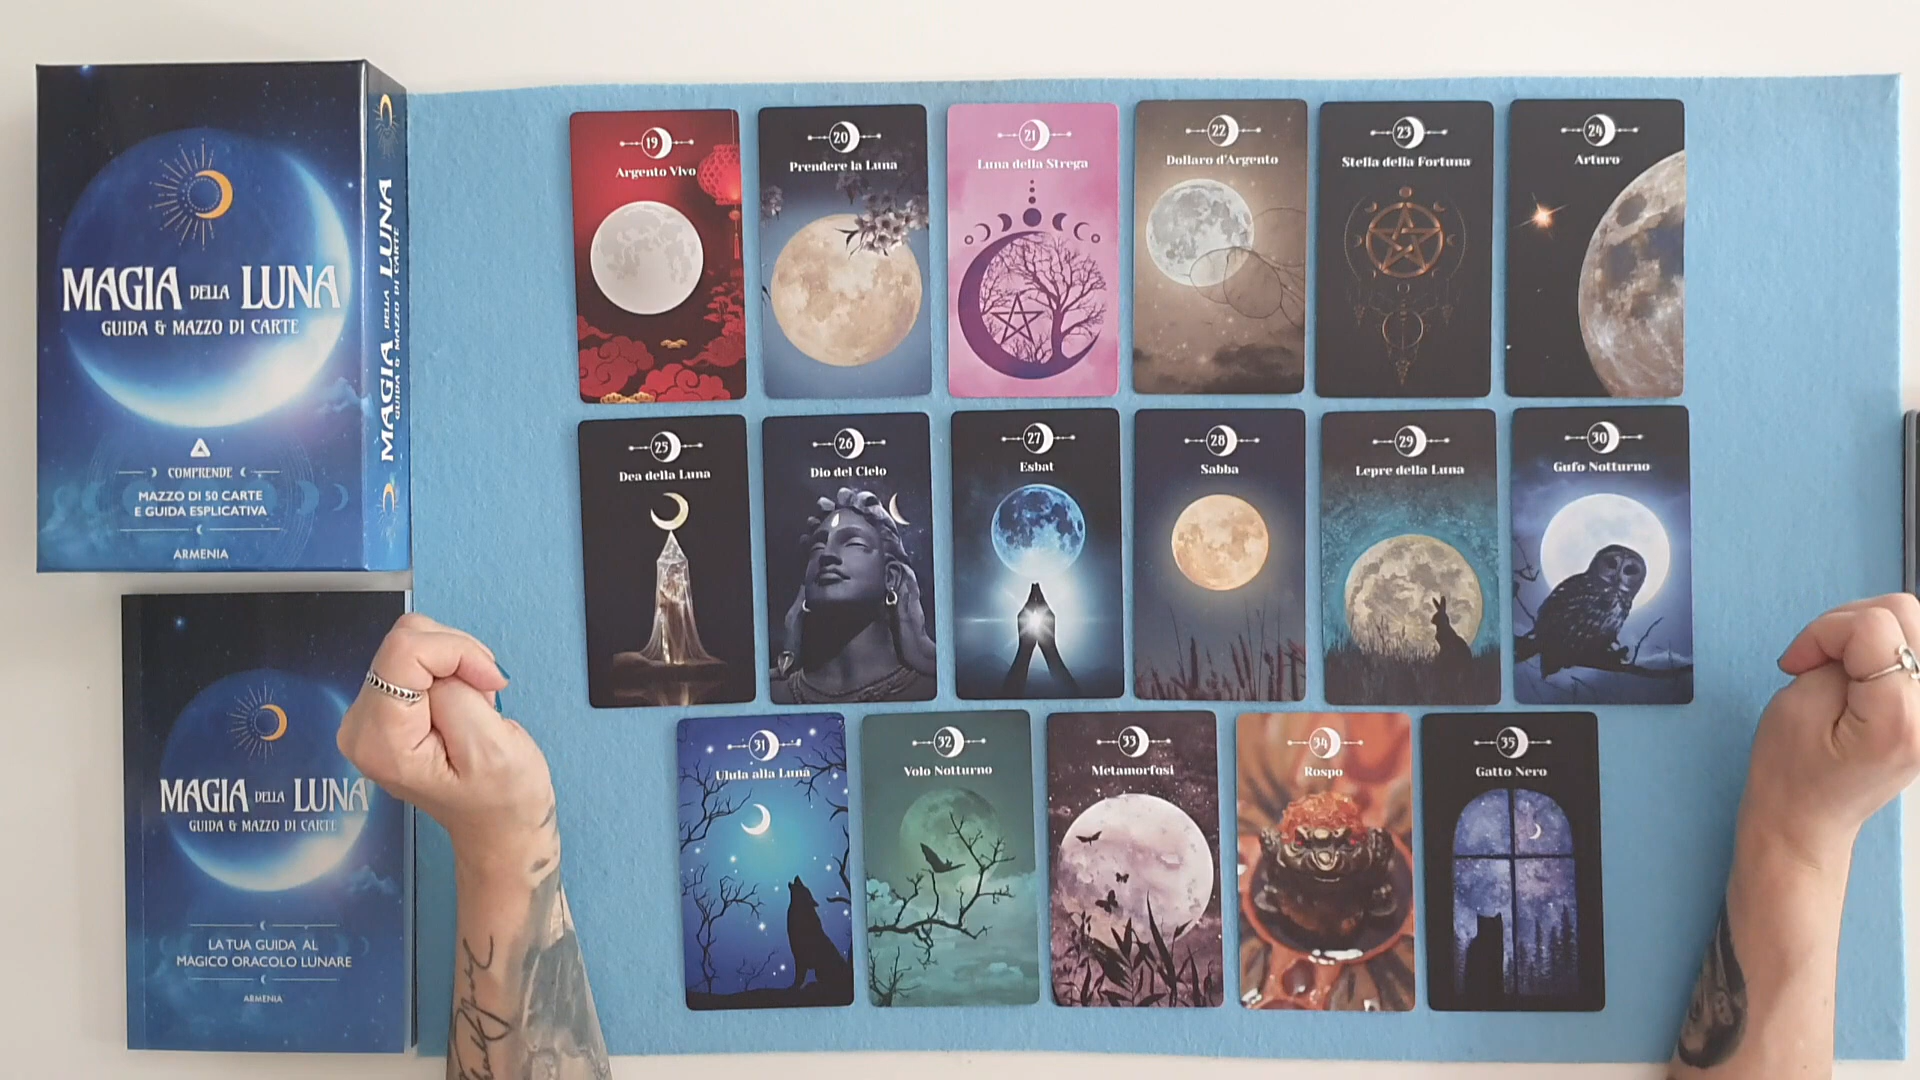 MAGIA DELLA LUNA
GUIDA & MAZZO DI CARTE
COMPRENDE
MAZZO DI 50 CARTE
E GUIDA ESPLICATIVA
ARMENIA
MAGIA DELLA LUNA
GUIDA & MAZZO DI CARTE
MAGIA DELLA LUNA
GUIDA & MAZZO DI CARTE
LA TUA GUIDA AL
MAGICO ORACOLO LUNARE
ARMENIA
19
Argento Vivo
20
Prendere la Luna
21
Luna della Strega
22
Dollaro d'Argento
23
Stella della Fortuna
24
Arturo
25
Dea della Luna
26
Dio del Cielo
27
Esbat
28
Sabba
29
Lepre della Luna
30
Gufo Notturno
31
Ulula alla Luna
32
Volo Notturno
33
Metamorfosi
34
Rospo
35
Gatto Nero